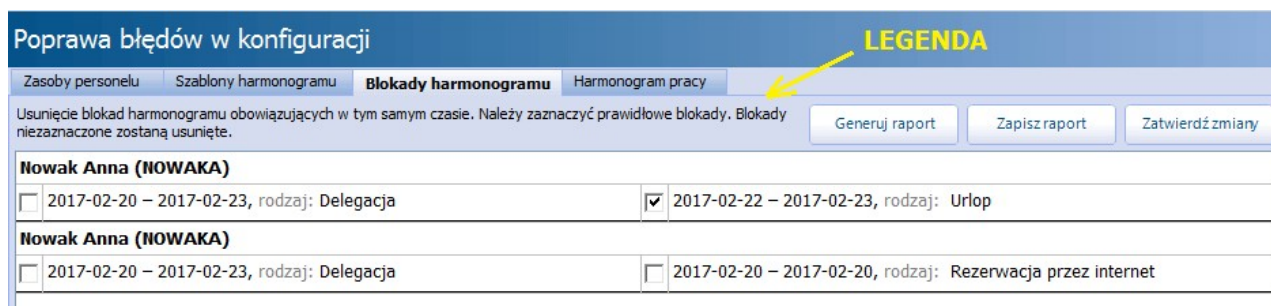 Poprawa błędów w konfiguracji
LEGENDA
Zasoby personelu Szablony harmonogramu Blokady harmonogramu Harmonogram pracy
Usunięcie blokad harmonogramu obowiązujących w tym samym czasie. Należy zaznaczyć prawidłowe blokady. Blokady
niezaznaczone zostaną usunięte.
Generuj raport Zapisz raport Zatwierdź zmiany
Nowak Anna (NOWAKA)
2017-02-20 – 2017-02-23, rodzaj: Delegacja 2017-02-22 – 2017-02-23, rodzaj: Urlop
Nowak Anna (NOWAKA)
2017-02-20 – 2017-02-23, rodzaj: Delegacja 2017-02-20 – 2017-02-20, rodzaj: Rezerwacja przez internet